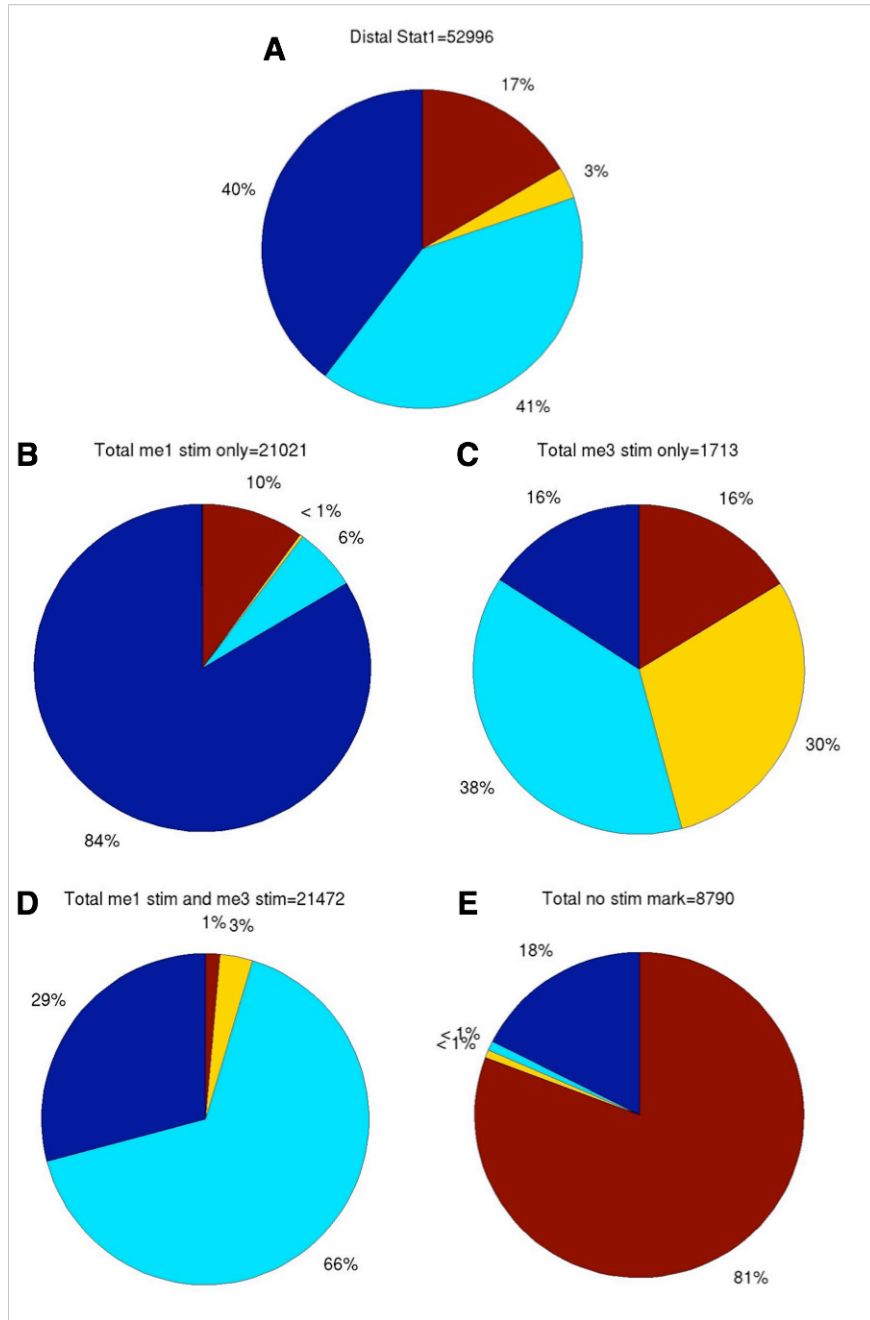 A
Distal Stat1=52996
17%
3%
40%
41%
B
Total me1 stim only=21021
10%
< 1%
6%
84%
C
Total me3 stim only=1713
16%
16%
30%
38%
D
Total me1 stim and me3 stim=21472
1%
3%
29%
66%
E
Total no stim mark=8790
18%
< 1%
< 1%
81%